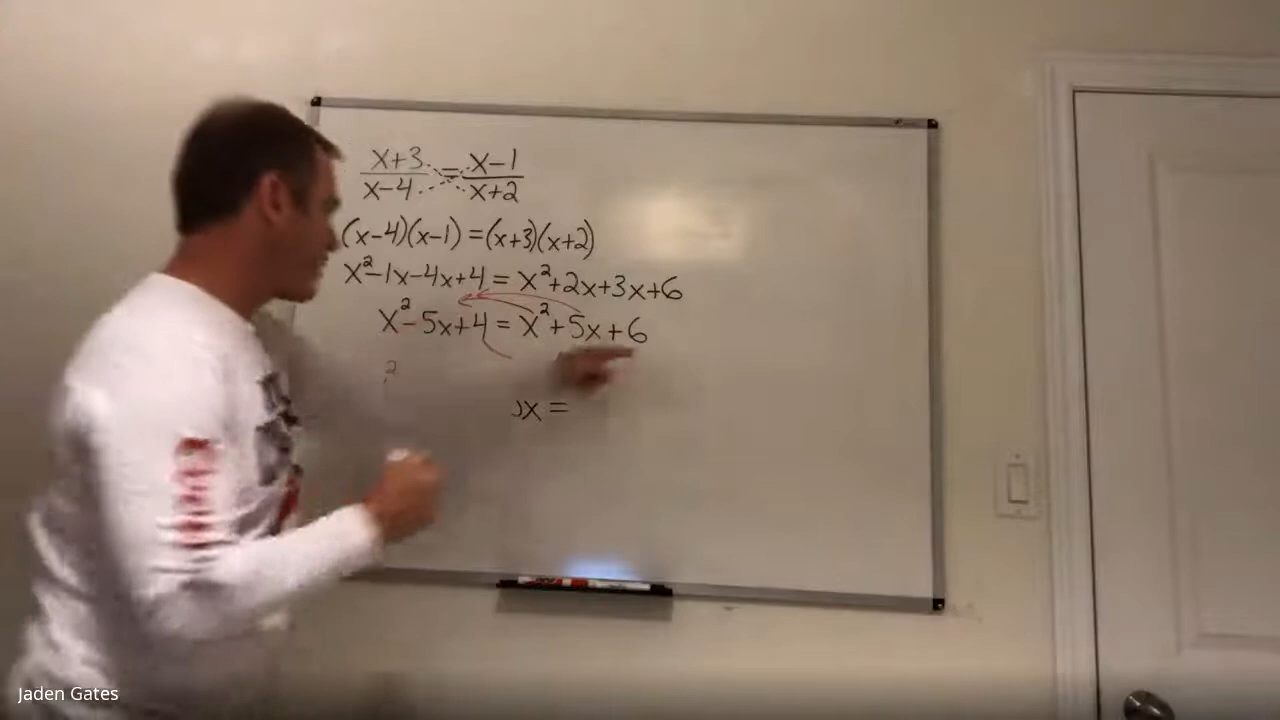 x+3 = x-1
x-4 x+2
(x-4)(x-1) = (x+3)(x+2)
x²-1x-4x+4 = x²+2x+3x+6
x²-5x+4 = x²+5x+6
2
x =
Jaden Gates